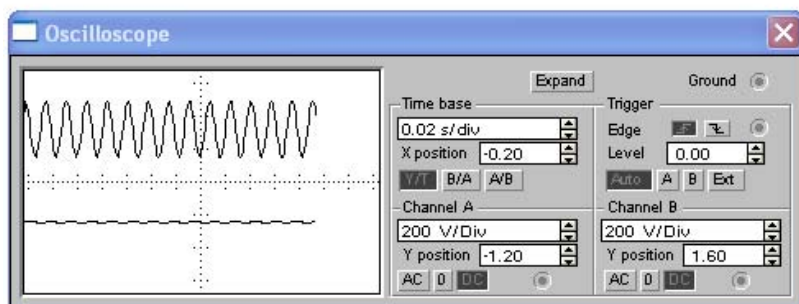 Oscilloscope
Expand
Ground
Time base
0.02 s/div
X position -0.20
Y/T B/A A/B
Trigger
Edge
Level 0.00
Auto A B Ext
Channel A
200 V/Div
Y position -1.20
AC 0 DC
Channel B
200 V/Div
Y position 1.60
AC 0 DC